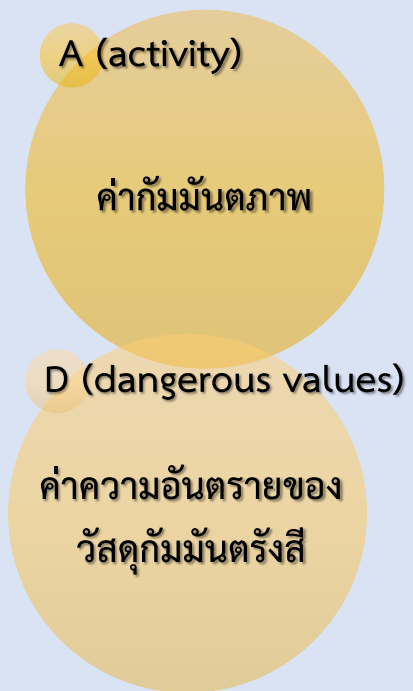 A (activity)
ค่ากัมมันตภาพ
D (dangerous values)
ค่าความอันตรายของ
วัสดุกัมมันตรังสี